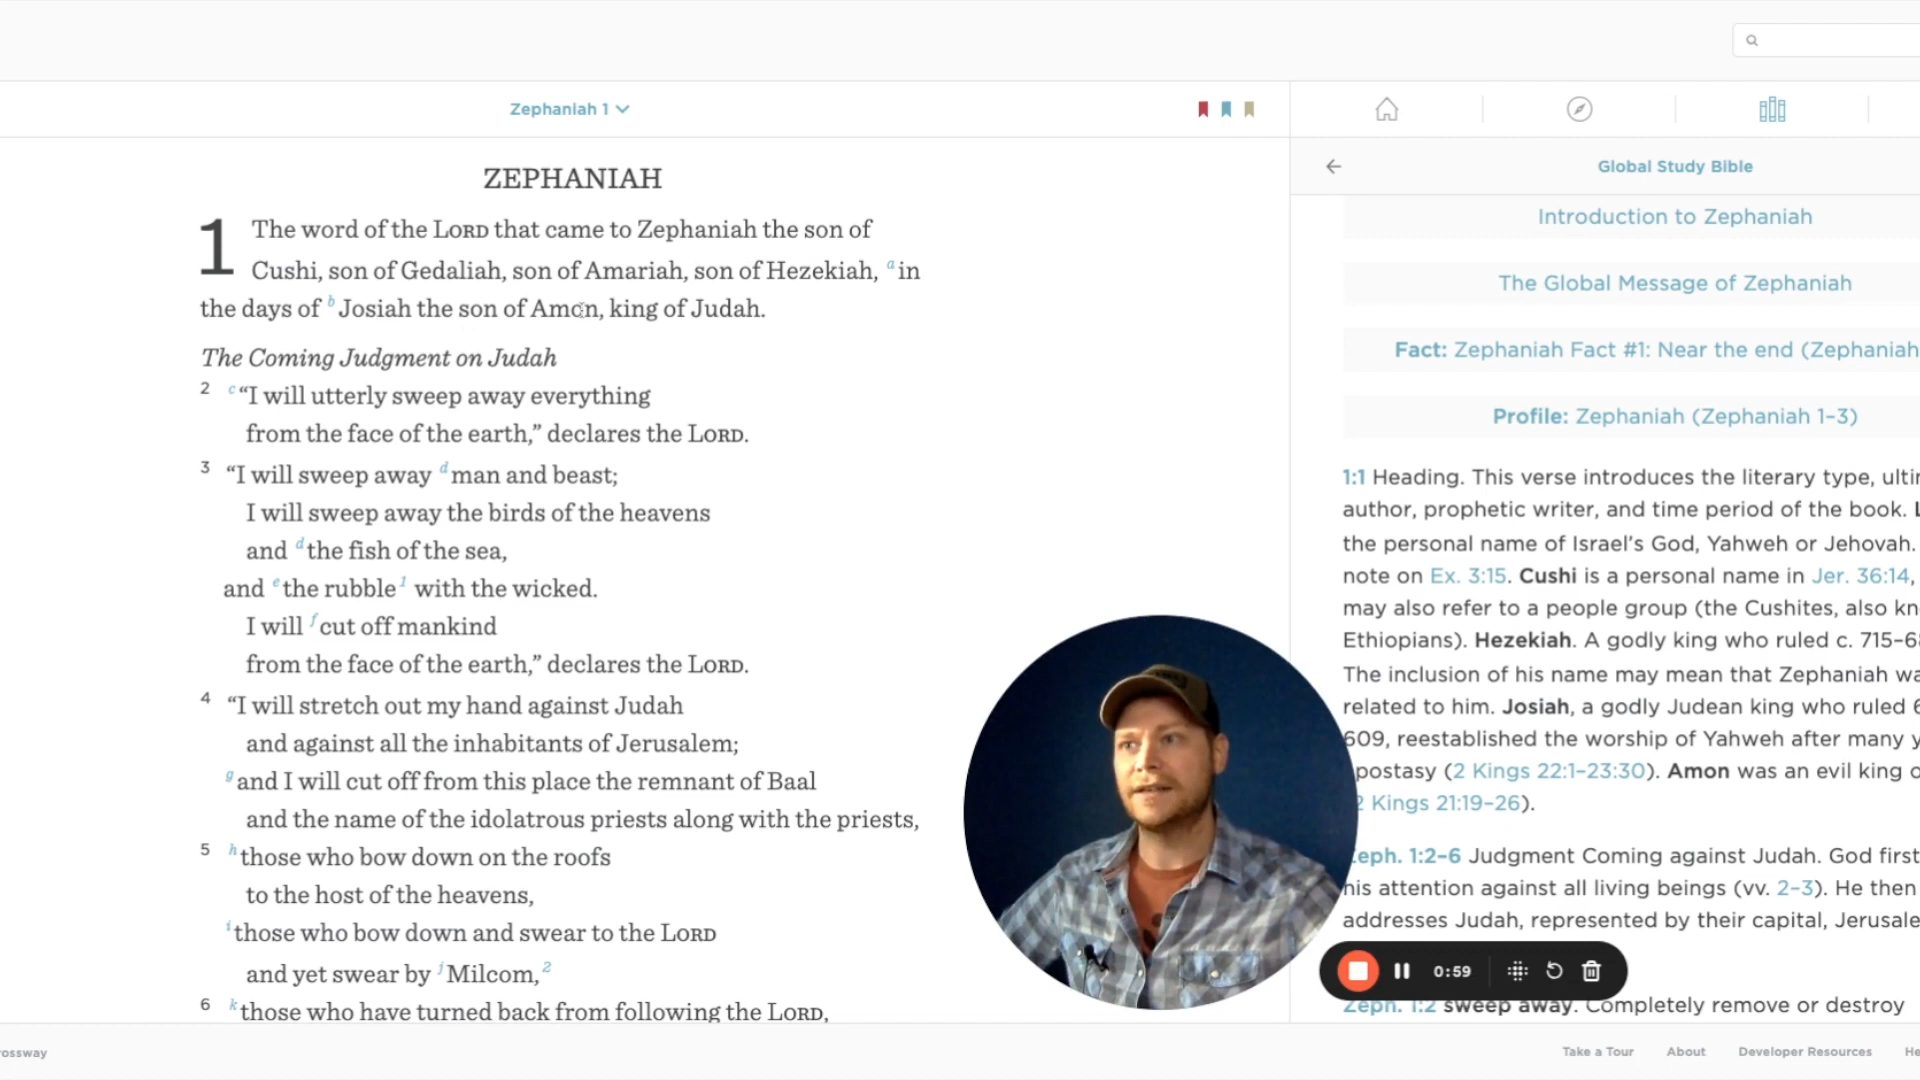 Zephaniah 1
ZEPHANIAH
1 The word of the LORD that came to Zephaniah the son of
Cushi, son of Gedaliah, son of Amariah, son of Hezekiah, a in
the days of b Josiah the son of Amon, king of Judah.
The Coming Judgment on Judah
2 c “I will utterly sweep away everything
from the face of the earth,” declares the LORD.
3 “I will sweep away d man and beast;
I will sweep away the birds of the heavens
and d the fish of the sea,
and e the rubble 1 with the wicked.
I will f cut off mankind
from the face of the earth,” declares the LORD.
4 “I will stretch out my hand against Judah
and against all the inhabitants of Jerusalem;
g and I will cut off from this place the remnant of Baal
and the name of the idolatrous priests along with the priests,
5 h those who bow down on the roofs
to the host of the heavens,
i those who bow down and swear to the LORD
and yet swear by j Milcom, 2
6 k those who have turned back from following the LORD,
Global Study Bible
Introduction to Zephaniah
The Global Message of Zephaniah
Fact: Zephaniah Fact #1: Near the end (Zephaniah
Profile: Zephaniah (Zephaniah 1–3)
1:1 Heading. This verse introduces the literary type,
author, prophetic writer, and time period of the book.
the personal name of Israel’s God, Yahweh or Jehovah.
note on Ex. 3:15. Cushi is a personal name in Jer. 36:14,
may also refer to a people group (the Cushites, also
Ethiopians). Hezekiah. A godly king who ruled c. 715–
The inclusion of his name may mean that Zephaniah
related to him. Josiah, a godly Judean king who ruled
609, reestablished the worship of Yahweh after many
postasy (2 Kings 22:1–23:30). Amon was an evil king
2 Kings 21:19–26).
Zeph. 1:2–6 Judgment Coming against Judah. God first
his attention against all living beings (vv. 2–3). He then
addresses Judah, represented by their capital,
0:59
Zeph. 1:2 sweep away. Completely remove or destroy
rossway
Take a Tour
About
Developer Resources
He